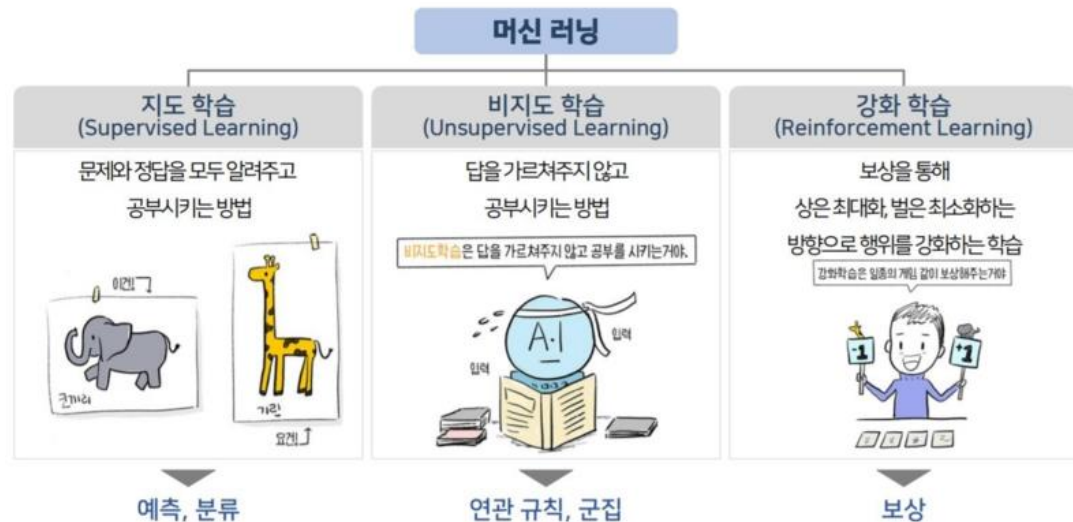 머신 러닝
지도 학습
(Supervised Learning)
문제와 정답을 모두 알려주고
공부시키는 방법
이건!
코끼리
기린
요건!
예측, 분류
비지도 학습
(Unsupervised Learning)
답을 가르쳐주지 않고
공부시키는 방법
비지도학습은 답을 가르쳐주지 않고 공부를 시키는거야.
A.I
입력
입력
연관 규칙, 군집
강화 학습
(Reinforcement Learning)
보상을 통해
상은 최대화, 벌은 최소화하는
방향으로 행위를 강화하는 학습
강화학습은 일종의 게임 같이 보상해주는거야
-1
+1
보상